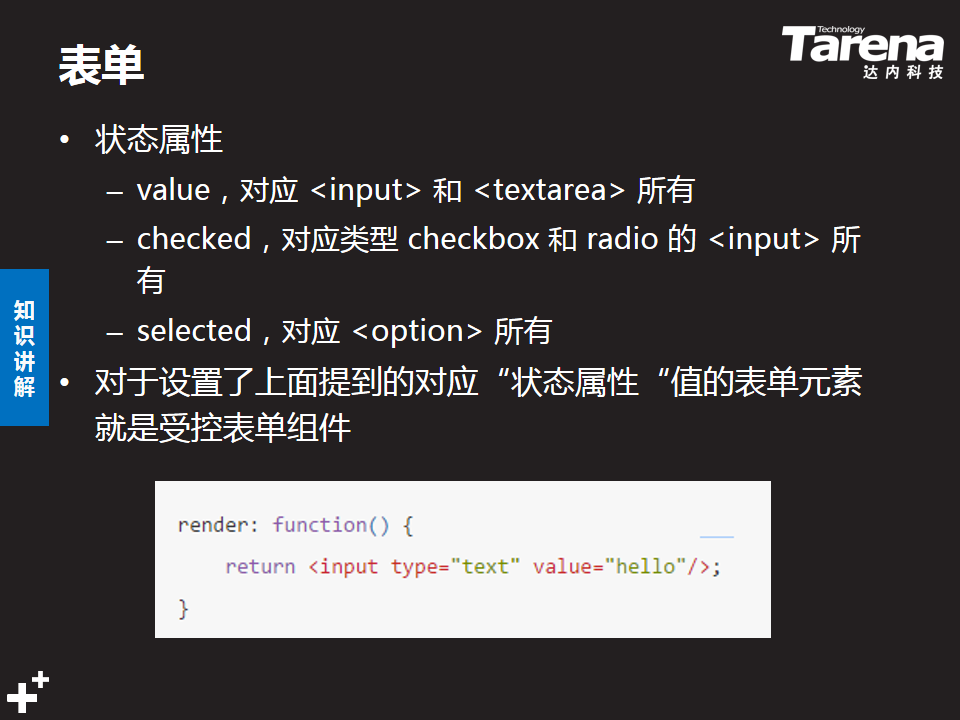 表单
Technology
Tarena
达内科技
• 状态属性
– value，对应 <input> 和 <textarea> 所有
– checked，对应类型 checkbox 和 radio 的 <input> 所
有
– selected，对应 <option> 所有
• 对于设置了上面提到的对应“状态属性“值的表单元素
就是受控表单组件
知识讲解
render: function() {
return <input type="text" value="hello"/>;
}